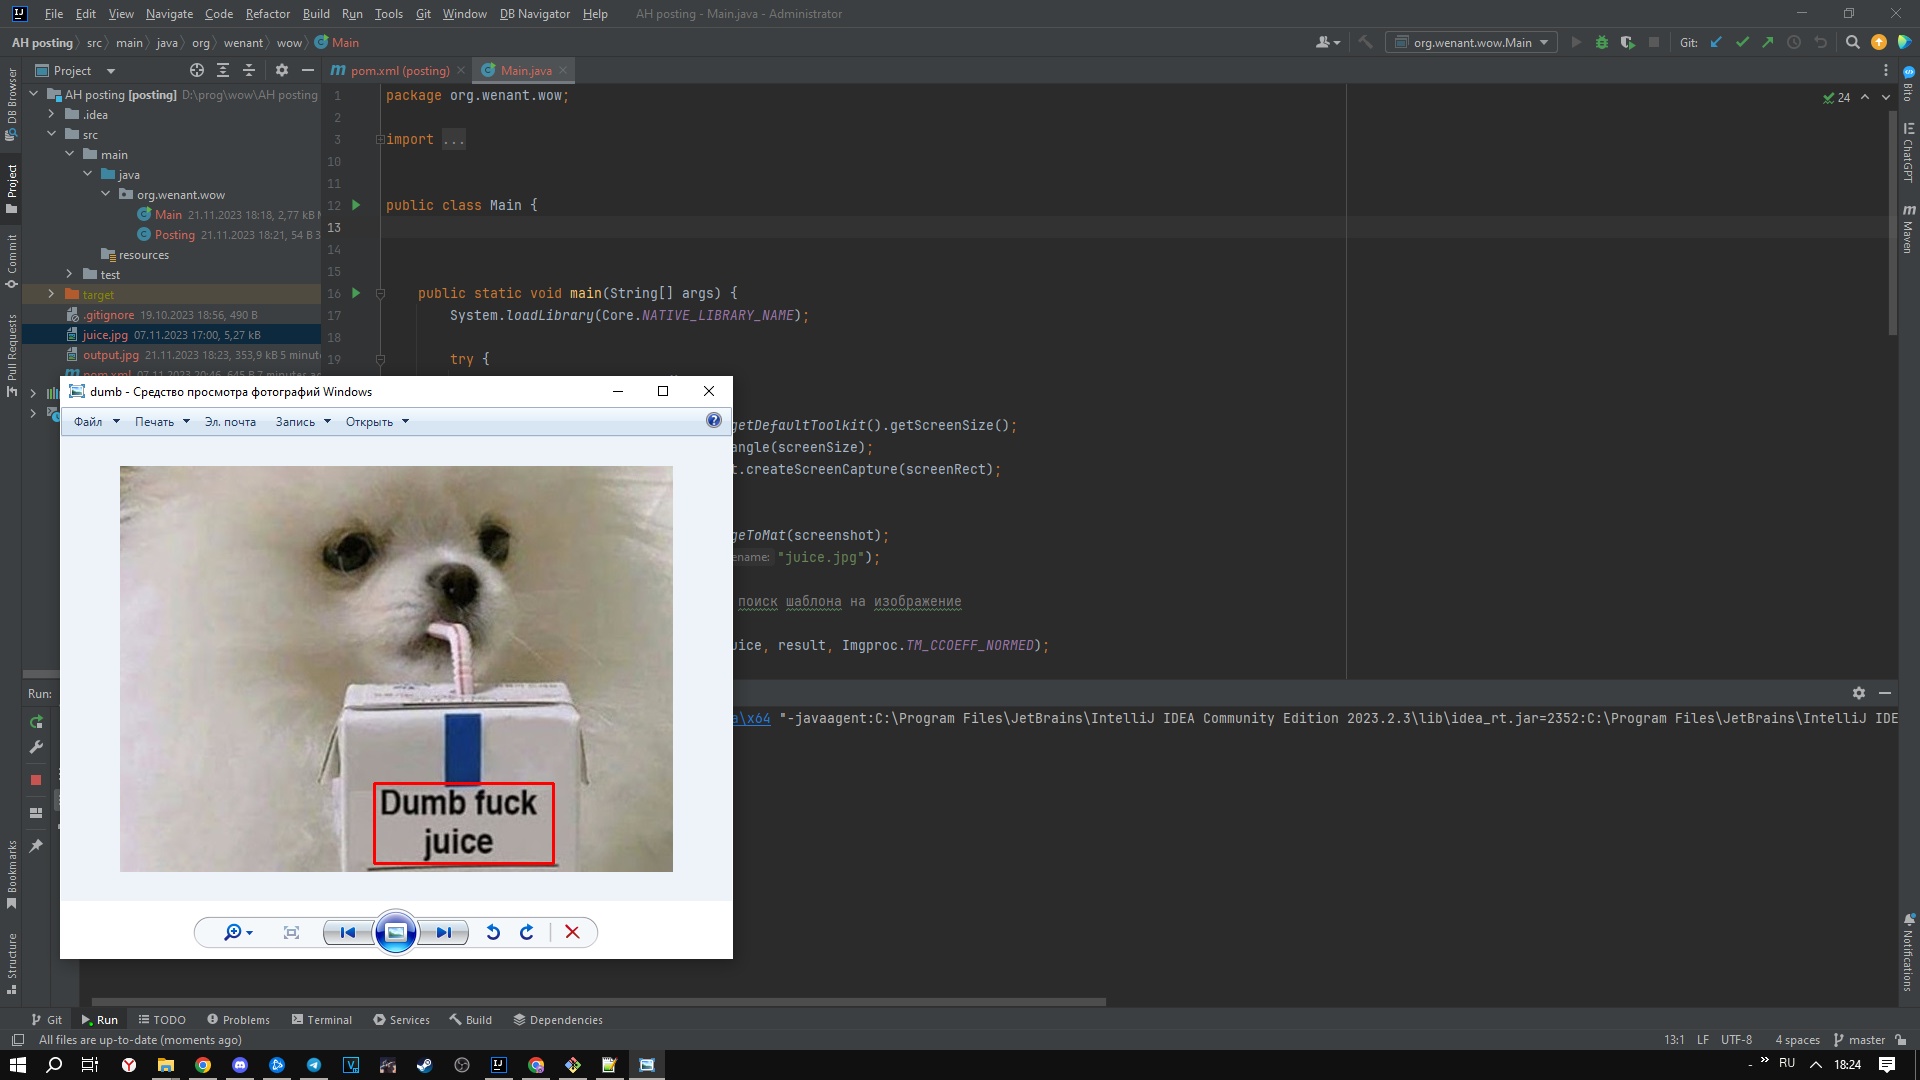 File Edit View Navigate Code Refactor Build Run Tools Git Window DB Navigator Help AH posting - Main.java - Administrator
AH posting src main java org wenant wow Main
org.wenant.wow.Main Git:
Project
pom.xml (posting) Main.java
AH posting [posting] D:\prog\wow\AH posting
.idea
src
main
java
org.wenant.wow
Main 21.11.2023 18:18, 2,77 kB
Posting 21.11.2023 18:21, 54 B
resources
test
target
.gitignore 19.10.2023 18:56, 490 B
juice.jpg 07.11.2023 17:00, 5,27 kB
output.jpg 21.11.2023 18:23, 353,9 kB 5 minut
pom.xml 07.11.2023 20:46, 645 B 7 minutes ago
DB Browser
Project
Commit
Pull Requests
Bookmarks
Structure
1 package org.wenant.wow;
2
3 import ...
10
11
12 public class Main {
13
14
15
16 public static void main(String[] args) {
17 System.loadLibrary(Core.NATIVE_LIBRARY_NAME);
18
19 try {
getDefaultToolkit().getScreenSize();
angle(screenSize);
t.createScreenCapture(screenRect);
geToMat(screenshot);
ename: "juice.jpg");
поиск шаблона на изображение
uice, result, Imgproc.TM_CCOEFF_NORMED);
24
Bito
ChatGPT
Maven
Notifications
dumb - Средство просмотра фотографий Windows
Файл Печать Эл. почта Запись Открыть
Dumb fuck
juice
Run:
a\x64 "-javaagent:C:\Program Files\JetBrains\IntelliJ IDEA Community Edition 2023.2.3\lib\idea_rt.jar=2352:C:\Program Files\JetBrains\IntelliJ IDE
Git Run TODO Problems Terminal Services Build Dependencies
All files are up-to-date (moments ago) 13:1 LF UTF-8 4 spaces master
RU 18:24